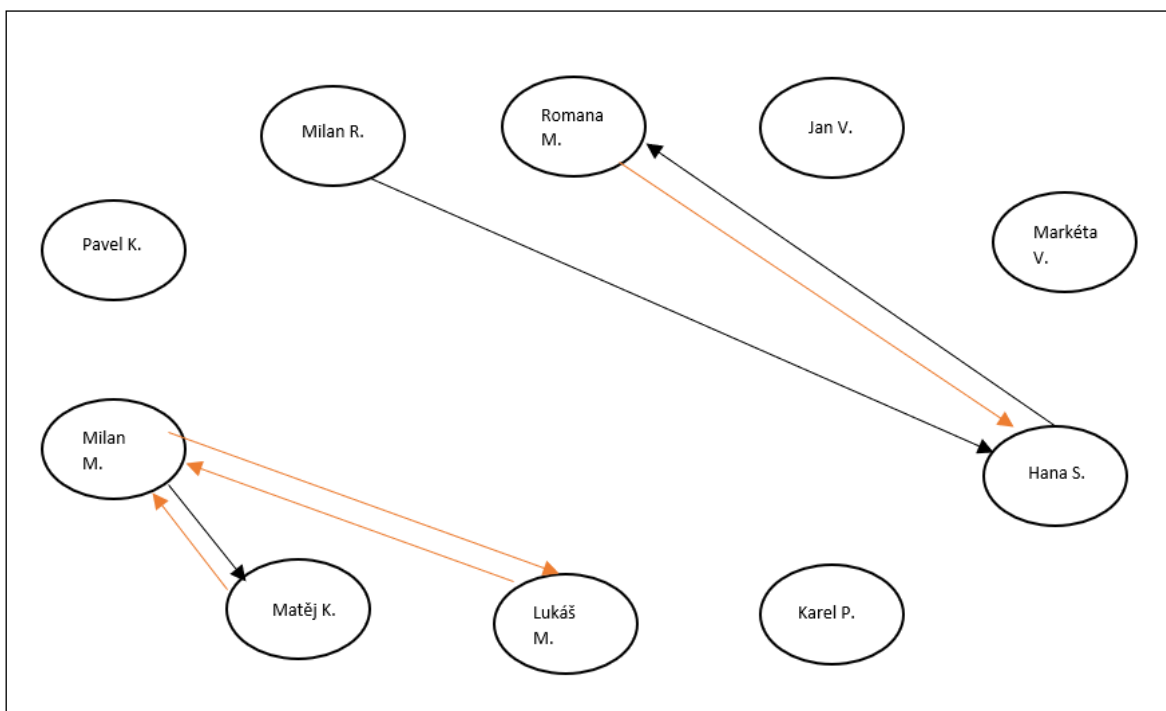 Milan R.
Romana
M.
Jan V.
Pavel K.
Markéta
V.
Milan
M.
Hana S.
Matěj K.
Lukáš
M.
Karel P.